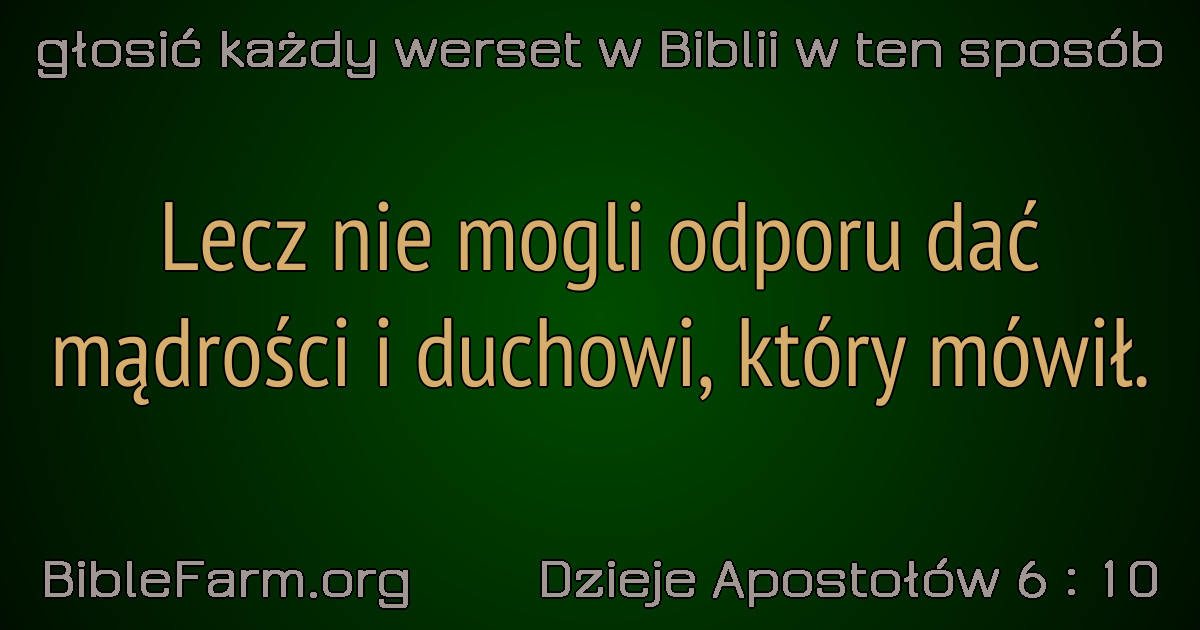 głosić każdy werset w Biblii w ten sposób
Lecz nie mogli odporu dać
mądrości i duchowi, który mówił.
BibleFarm.org
Dzieje Apostołów 6 : 10